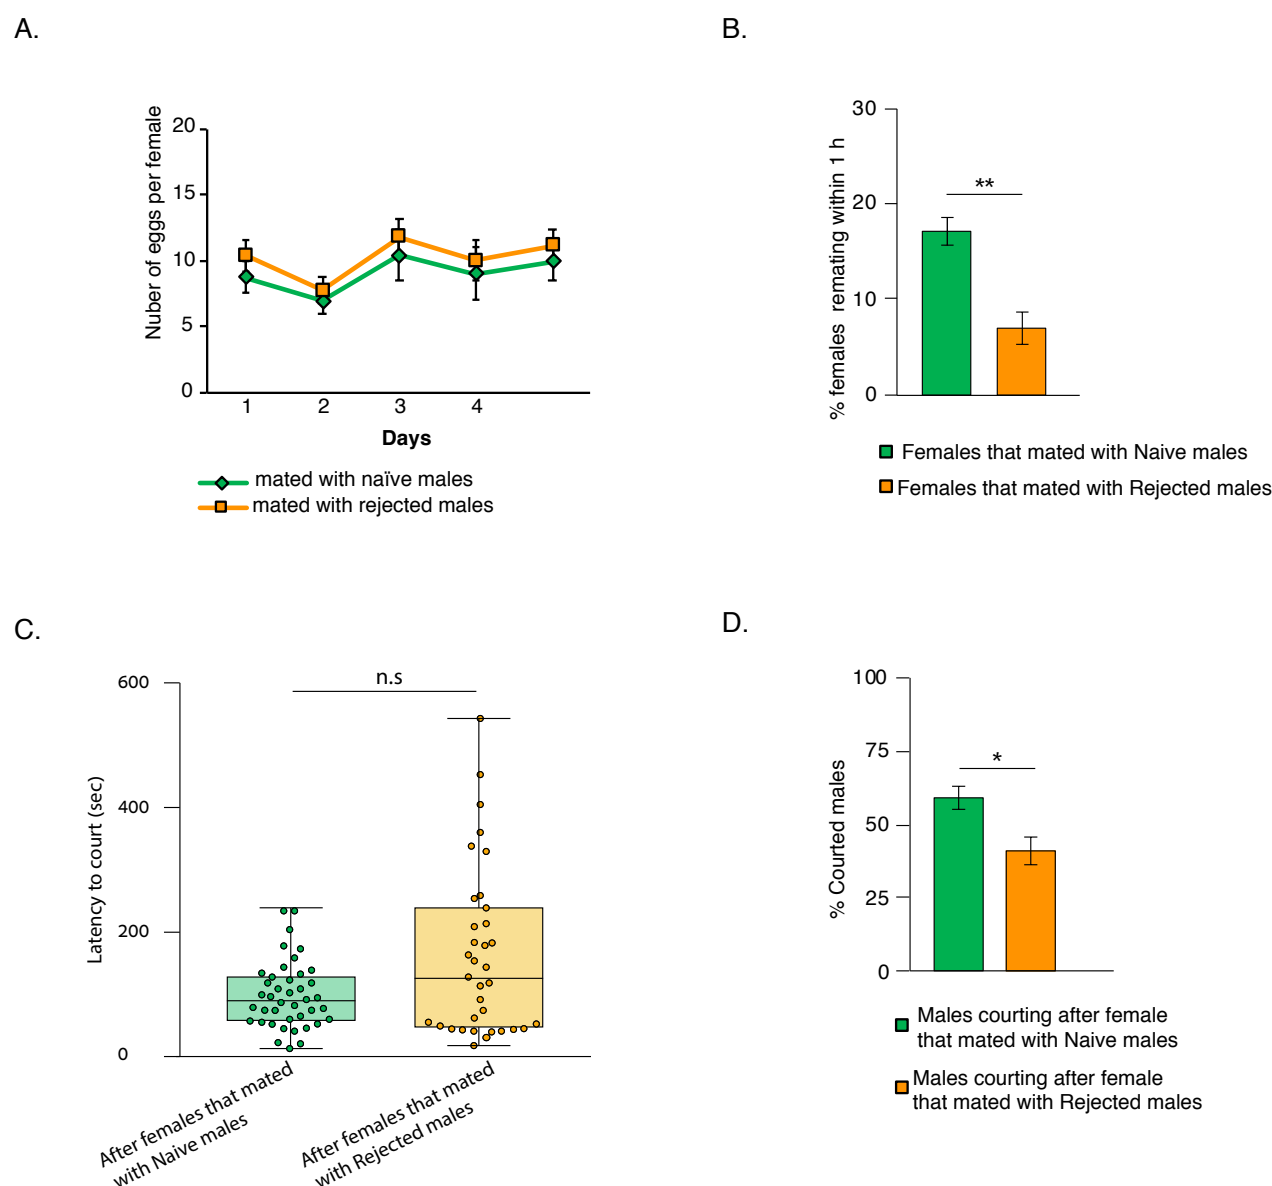 A.
Nuber of eggs per female
20
15
10
5
0
1 2 3 4
Days
mated with naïve males
mated with rejected males
B.
% females remating within 1 h
30
20
10
0
**
Females that mated with Naive males
Females that mated with Rejected males
C.
Latency to court (sec)
600
400
200
0
n.s
After females that mated
with Naive males
After females that mated
with Rejected males
D.
% Courted males
100
75
50
25
0
*
Males courting after female
that mated with Naive males
Males courting after female
that mated with Rejected males